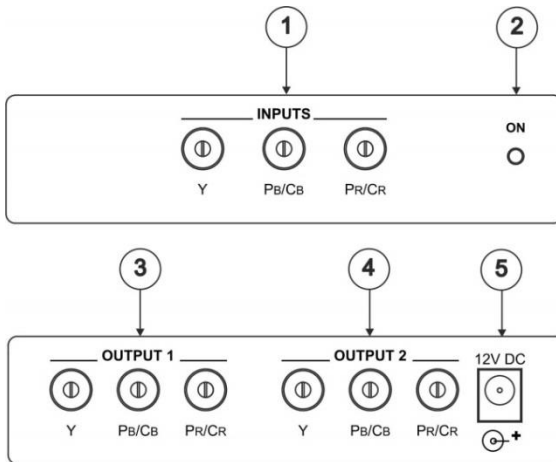 1 2
INPUTS
ON
Y PB/CB PR/CR
3 4 5
OUTPUT 1 OUTPUT 2 12V DC
Y PB/CB PR/CR Y PB/CB PR/CR
+